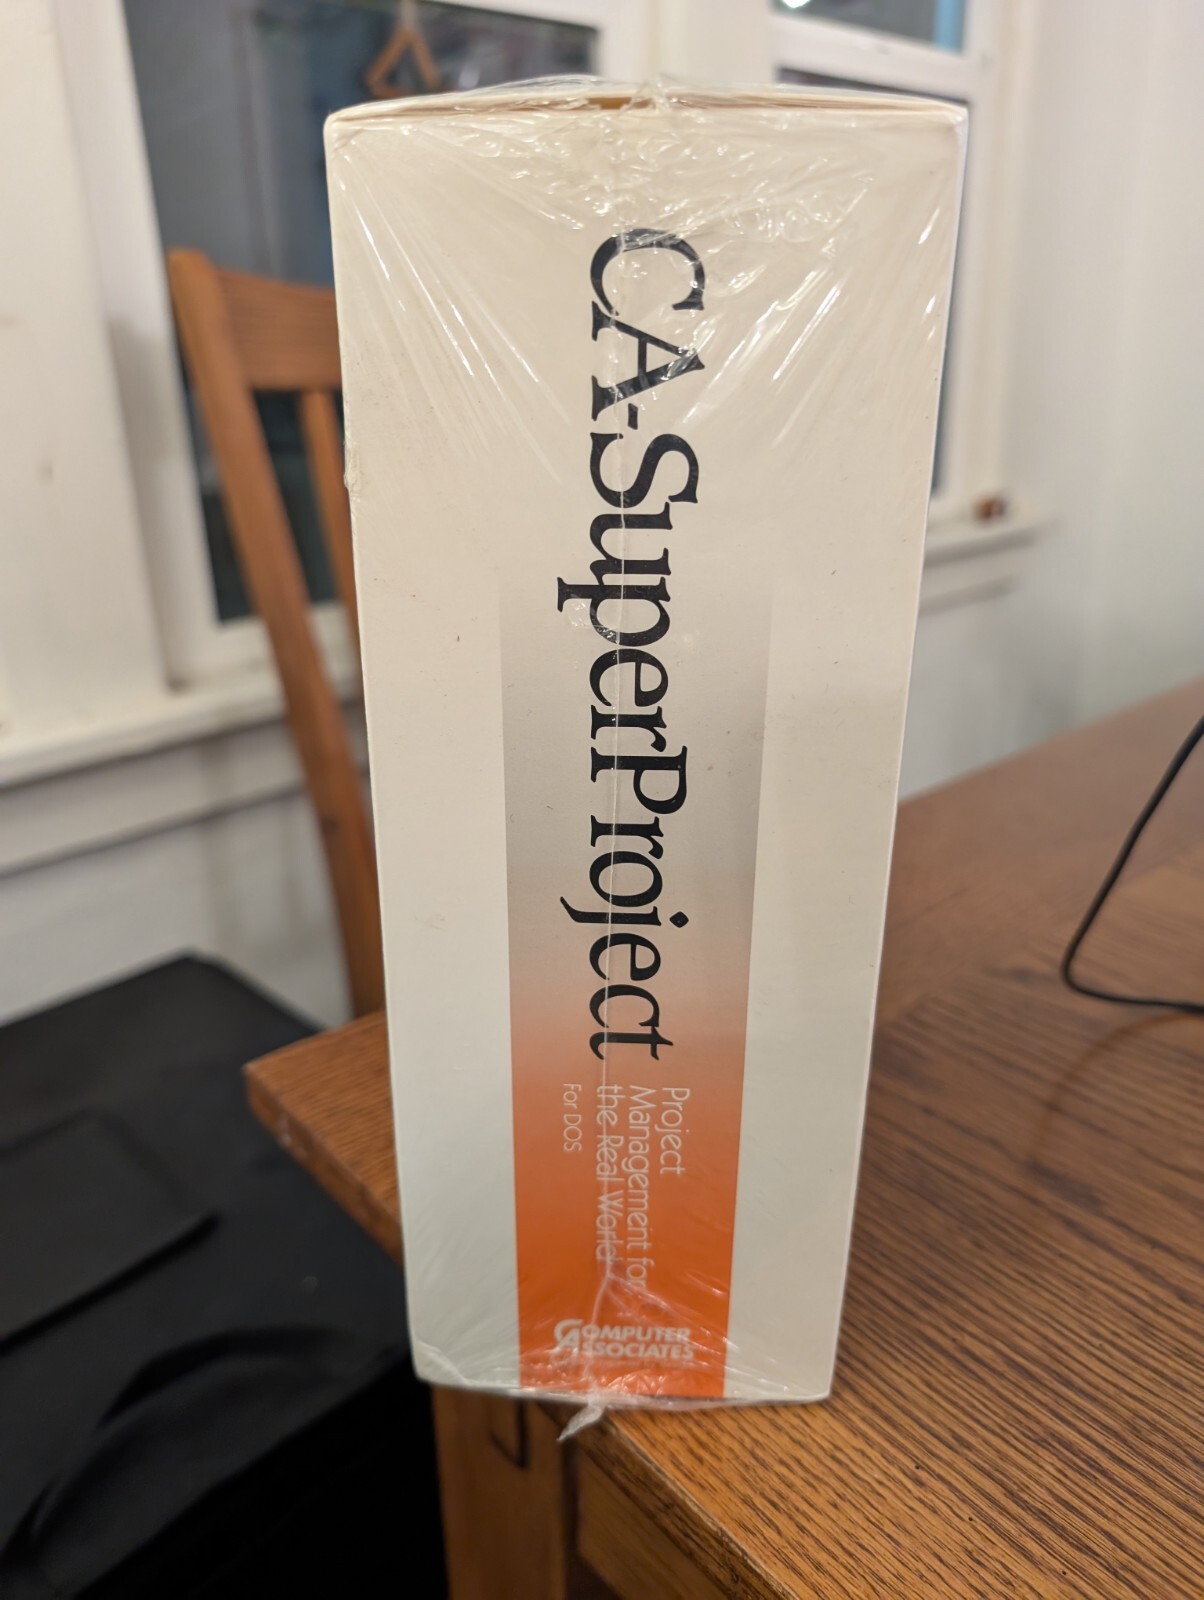 CA-SuperProject
Project
Management for
the Real World
For DOS
COMPUTER
ASSOCIATES